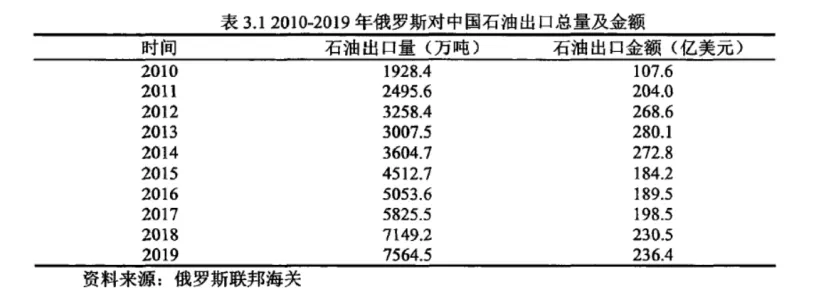 表 3.1 2010-2019 年俄罗斯对中国石油出口总量及金额
时间 石油出口量（万吨） 石油出口金额（亿美元）
2010 1928.4 107.6
2011 2495.6 204.0
2012 3258.4 268.6
2013 3007.5 280.1
2014 3604.7 272.8
2015 4512.7 184.2
2016 5053.6 189.5
2017 5825.5 198.5
2018 7149.2 230.5
2019 7564.5 236.4
资料来源：俄罗斯联邦海关